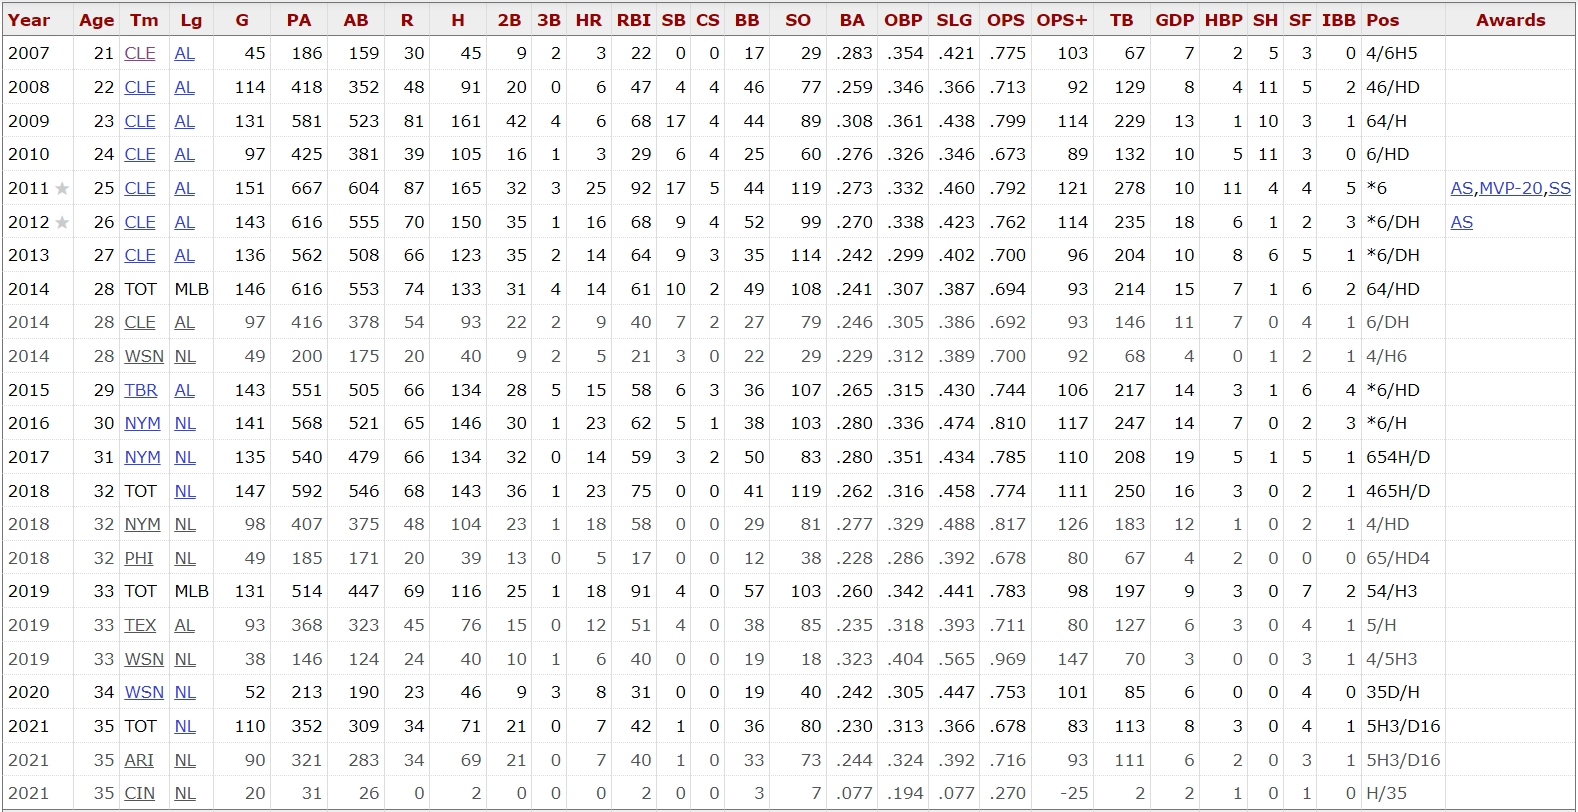 Year Age Tm Lg G PA AB R H 2B 3B HR RBI SB CS BB SO BA OBP SLG OPS OPS+ TB GDP HBP SH SF IBB Pos Awards
2007 21 CLE AL 45 186 159 30 45 9 2 3 22 0 0 17 29 .283 .354 .421 .775 103 67 7 2 5 3 0 4/6H5
2008 22 CLE AL 114 418 352 48 91 20 0 6 47 4 4 46 77 .259 .346 .366 .713 92 129 8 4 11 5 2 46/HD
2009 23 CLE AL 131 581 523 81 161 42 4 6 68 17 4 44 89 .308 .361 .438 .799 114 229 13 1 10 3 1 64/H
2010 24 CLE AL 97 425 381 39 105 16 1 3 29 6 4 25 60 .276 .326 .346 .673 89 132 10 5 11 3 0 6/HD
2011 ★ 25 CLE AL 151 667 604 87 165 32 3 25 92 17 5 44 119 .273 .332 .460 .792 121 278 10 11 4 4 5 *6 AS,MVP-20,SS
2012 ★ 26 CLE AL 143 616 555 70 150 35 1 16 68 9 4 52 99 .270 .338 .423 .762 114 235 18 6 1 2 3 *6/DH AS
2013 27 CLE AL 136 562 508 66 123 35 2 14 64 9 3 35 114 .242 .299 .402 .700 96 204 10 8 6 5 1 *6/DH
2014 28 TOT MLB 146 616 553 74 133 31 4 14 61 10 2 49 108 .241 .307 .387 .694 93 214 15 7 1 6 2 64/HD
2014 28 CLE AL 97 416 378 54 93 22 2 9 40 7 2 27 79 .246 .305 .386 .692 93 146 11 7 0 4 1 6/DH
2014 28 WSN NL 49 200 175 20 40 9 2 5 21 3 0 22 29 .229 .312 .389 .700 92 68 4 0 1 2 1 4/H6
2015 29 TBR AL 143 551 505 66 134 28 5 15 58 6 3 36 107 .265 .315 .430 .744 106 217 14 3 1 6 4 *6/HD
2016 30 NYM NL 141 568 521 65 146 30 1 23 62 5 1 38 103 .280 .336 .474 .810 117 247 14 7 0 2 3 *6/H
2017 31 NYM NL 135 540 479 66 134 32 0 14 59 3 2 50 83 .280 .351 .434 .785 110 208 19 5 1 5 1 654H/D
2018 32 TOT NL 147 592 546 68 143 36 1 23 75 0 0 41 119 .262 .316 .458 .774 111 250 16 3 0 2 1 465H/D
2018 32 NYM NL 98 407 375 48 104 23 1 18 58 0 0 29 81 .277 .329 .488 .817 126 183 12 1 0 2 1 4/HD
2018 32 PHI NL 49 185 171 20 39 13 0 5 17 0 0 12 38 .228 .286 .392 .678 80 67 4 2 0 0 0 65/HD4
2019 33 TOT MLB 131 514 447 69 116 25 1 18 91 4 0 57 103 .260 .342 .441 .783 98 197 9 3 0 7 2 54/H3
2019 33 TEX AL 93 368 323 45 76 15 0 12 51 4 0 38 85 .235 .318 .393 .711 80 127 6 3 0 4 1 5/H
2019 33 WSN NL 38 146 124 24 40 10 1 6 40 0 0 19 18 .323 .404 .565 .969 147 70 3 0 0 3 1 4/5H3
2020 34 WSN NL 52 213 190 23 46 9 3 8 31 0 0 19 40 .242 .305 .447 .753 101 85 6 0 0 4 0 35D/H
2021 35 TOT NL 110 352 309 34 71 21 0 7 42 1 0 36 80 .230 .313 .366 .678 83 113 8 3 0 4 1 5H3/D16
2021 35 ARI NL 90 321 283 34 69 21 0 7 40 1 0 33 73 .244 .324 .392 .716 93 111 6 2 0 3 1 5H3/D16
2021 35 CIN NL 20 31 26 0 2 0 0 0 2 0 0 3 7 .077 .194 .077 .270 -25 2 2 1 0 1 0 H/35